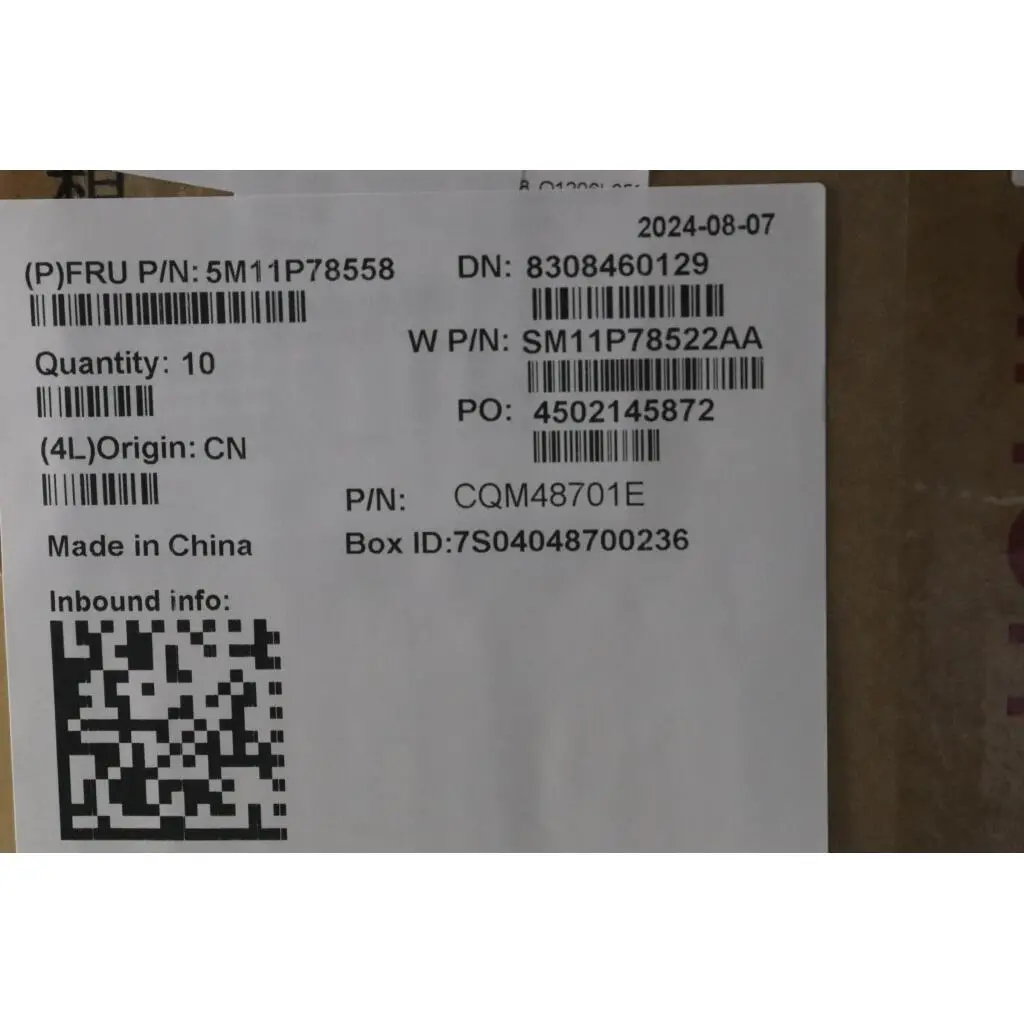 2024-08-07
(P)FRU P/N: 5M11P78558
DN: 8308460129
W P/N: SM11P78522AA
Quantity: 10
PO: 4502145872
(4L)Origin: CN
P/N: CQM48701E
Made in China
Box ID:7S04048700236
Inbound info: